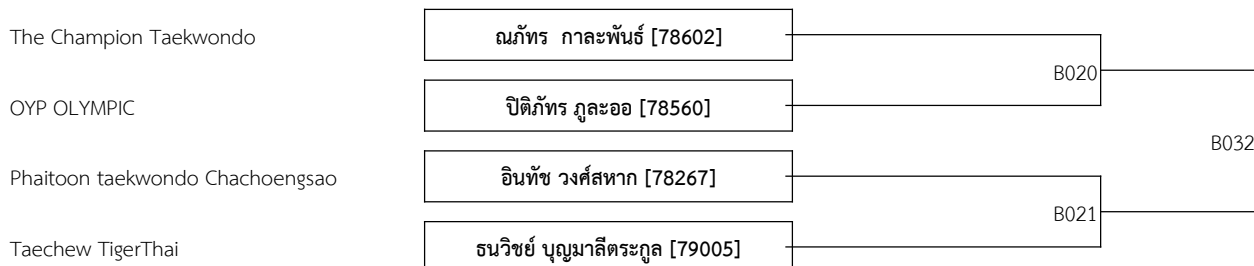 The Champion Taekwondo ณภัทร กาละพันธ์ [78602]
B020
OYP OLYMPIC ปิติภัทร ภูละออ [78560]
B032
Phaitoon taekwondo Chachoengsao อินทัช วงศ์สหาก [78267]
B021
Taechew TigerThai ธนวิชย์ บุญมาลีตระกูล [79005]